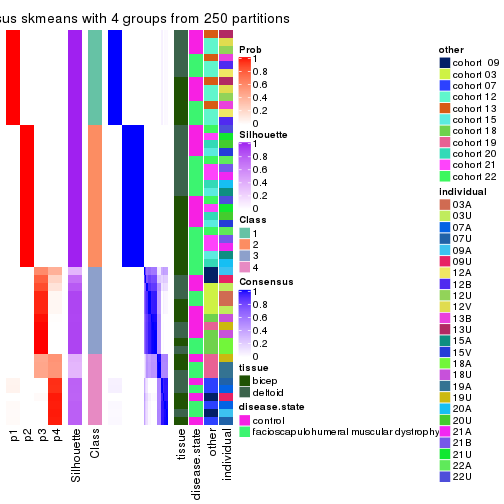 sus skmeans with 4 groups from 250 partitions
Prob
1
0.8
0.6
0.4
0.2
0
Silhouette
1
0.8
0.6
0.4
0.2
0
Class
1
2
3
4
Consensus
1
0.8
0.6
0.4
0.2
0
tissue
bicep
deltoid
disease.state
control
facioscapulohumeral muscular dystrophy
other
cohort 09
cohort 03
cohort 07
cohort 12
cohort 13
cohort 15
cohort 18
cohort 19
cohort 20
cohort 21
cohort 22
individual
03A
03U
07A
07U
09A
09U
12A
12B
12U
12V
13B
13U
15A
15V
18A
18U
19A
19U
20A
20U
21A
21B
21U
22A
22U
p1
p2
p3
p4
Silhouette
Class
tissue
disease.state
other
individual